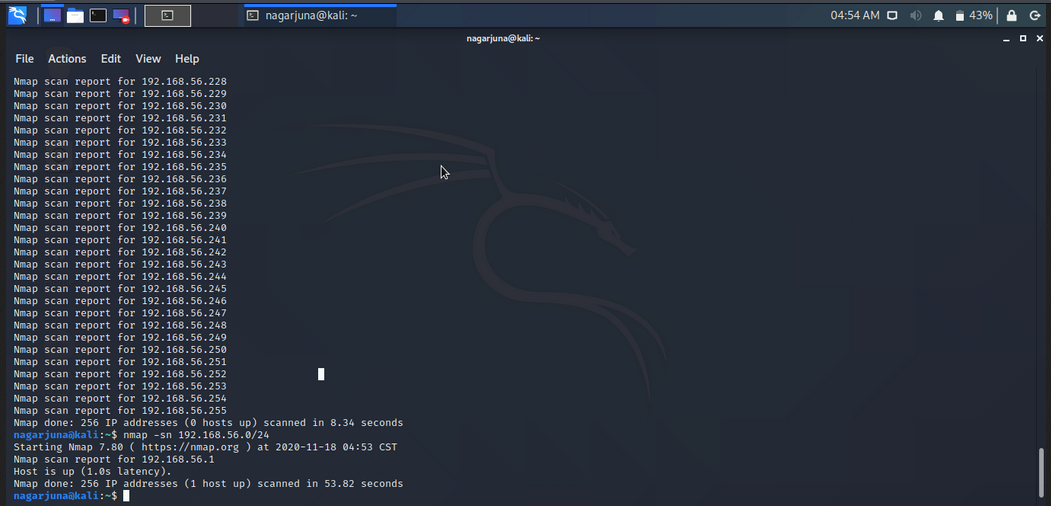 nagarjuna@kali: ~
04:54 AM
43%
nagarjuna@kali: ~
File Actions Edit View Help
Nmap scan report for 192.168.56.228
Nmap scan report for 192.168.56.229
Nmap scan report for 192.168.56.230
Nmap scan report for 192.168.56.231
Nmap scan report for 192.168.56.232
Nmap scan report for 192.168.56.233
Nmap scan report for 192.168.56.234
Nmap scan report for 192.168.56.235
Nmap scan report for 192.168.56.236
Nmap scan report for 192.168.56.237
Nmap scan report for 192.168.56.238
Nmap scan report for 192.168.56.239
Nmap scan report for 192.168.56.240
Nmap scan report for 192.168.56.241
Nmap scan report for 192.168.56.242
Nmap scan report for 192.168.56.243
Nmap scan report for 192.168.56.244
Nmap scan report for 192.168.56.245
Nmap scan report for 192.168.56.246
Nmap scan report for 192.168.56.247
Nmap scan report for 192.168.56.248
Nmap scan report for 192.168.56.249
Nmap scan report for 192.168.56.250
Nmap scan report for 192.168.56.251
Nmap scan report for 192.168.56.252
Nmap scan report for 192.168.56.253
Nmap scan report for 192.168.56.254
Nmap scan report for 192.168.56.255
Nmap done: 256 IP addresses (0 hosts up) scanned in 8.34 seconds
nagarjuna@kali:~$ nmap -sn 192.168.56.0/24
Starting Nmap 7.80 ( https://nmap.org ) at 2020-11-18 04:53 CST
Nmap scan report for 192.168.56.1
Host is up (1.0s latency).
Nmap done: 256 IP addresses (1 host up) scanned in 53.82 seconds
nagarjuna@kali:~$